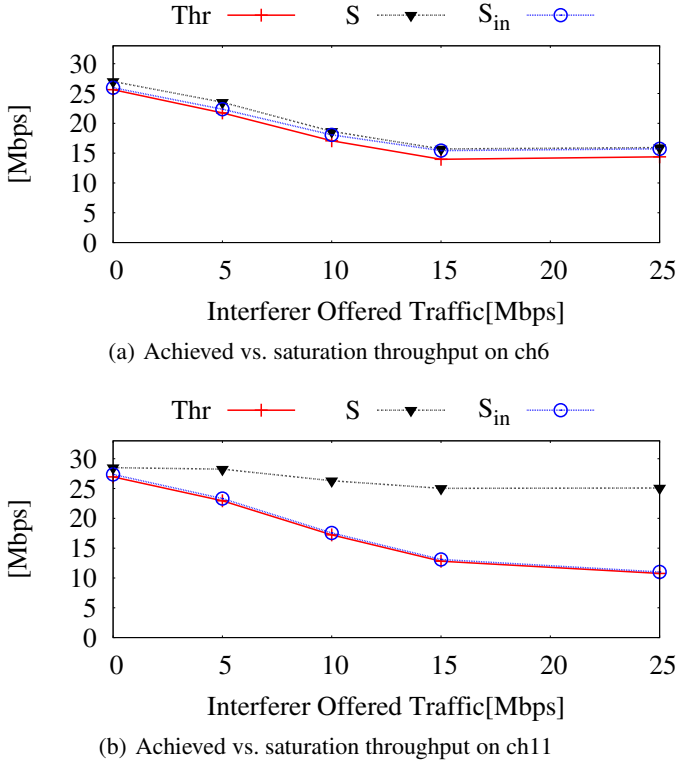 Thr S S_in
[Mbps]
30
25
20
15
10
5
0
0 5 10 15 20 25
Interferer Offered Traffic[Mbps]
(a) Achieved vs. saturation throughput on ch6
Thr S S_in
[Mbps]
30
25
20
15
10
5
0
0 5 10 15 20 25
Interferer Offered Traffic[Mbps]
(b) Achieved vs. saturation throughput on ch11